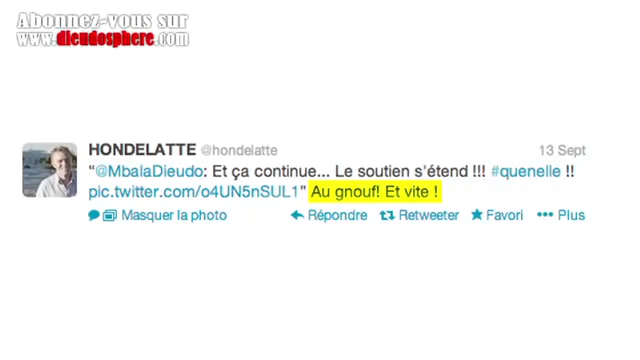 Abonnez-vous sur
www.dieudosphere.com
HONDELATTE @hondelatte 13 Sept
"@MbalaDieudo: Et ça continue... Le soutien s'étend !!! #quenelle !!
pic.twitter.com/o4UN5nSUL1" Au gnouf! Et vite !
Masquer la photo Répondre Retweeter Favori Plus